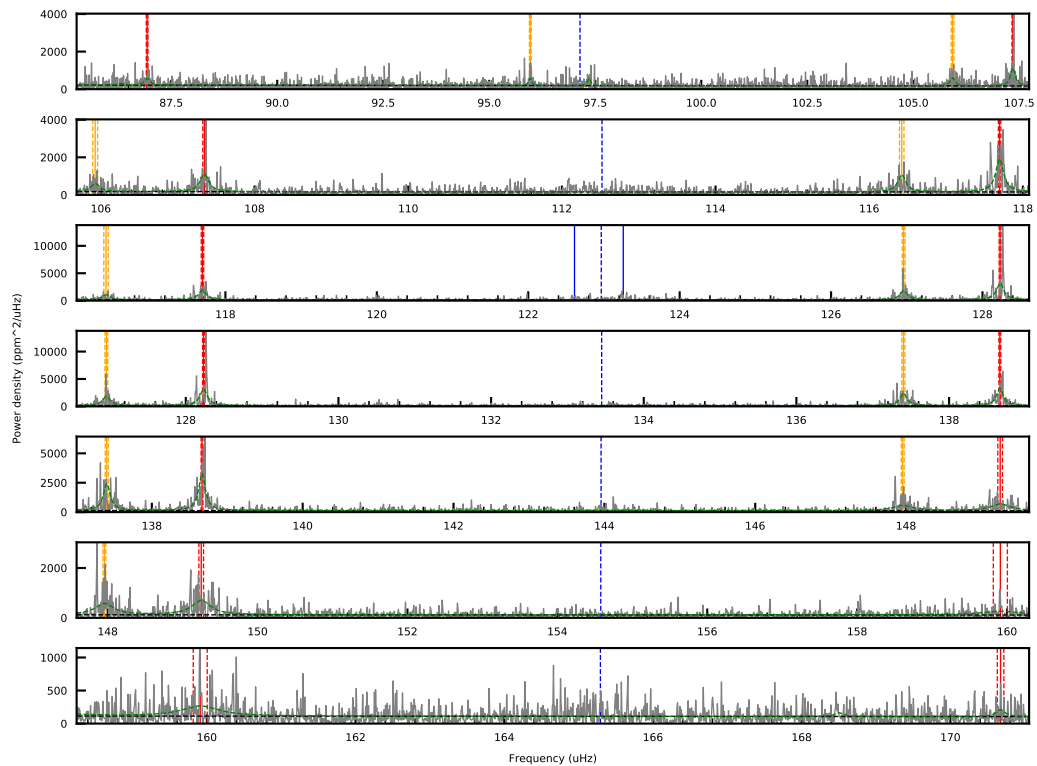 4000
2000
0
87.5 90.0 92.5 95.0 97.5 100.0 102.5 105.0 107.5
4000
2000
0
106 108 110 112 114 116 118
10000
5000
0
118 120 122 124 126 128
Power density (ppm^2/uHz)
10000
5000
0
128 130 132 134 136 138
5000
2500
0
138 140 142 144 146 148
2000
0
148 150 152 154 156 158 160
1000
500
0
160 162 164 166 168 170
Frequency (uHz)